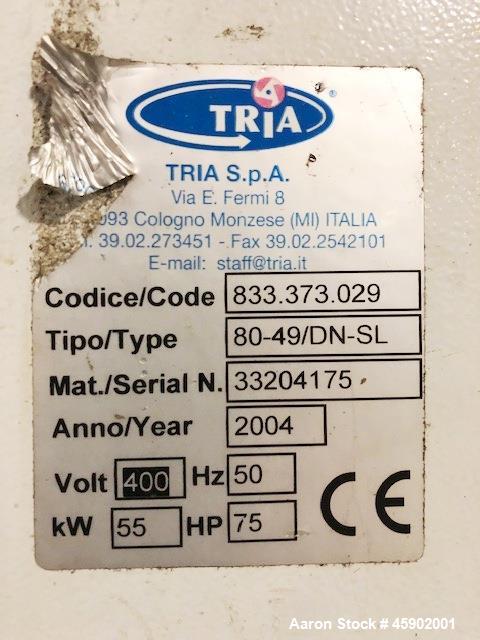 TRIA ®
TRIA S.p.A.
Via E. Fermi 8
093 Cologno Monzese (MI) ITALIA
39.02.273451 - Fax 39.02.2542101
E-mail: staff@tria.it
Codice/Code 833.373.029
Tipo/Type 80-49/DN-SL
Mat./Serial N. 33204175
Anno/Year 2004
Volt 400 Hz 50
kW 55 HP 75
CE
Aaron Stock # 45902001